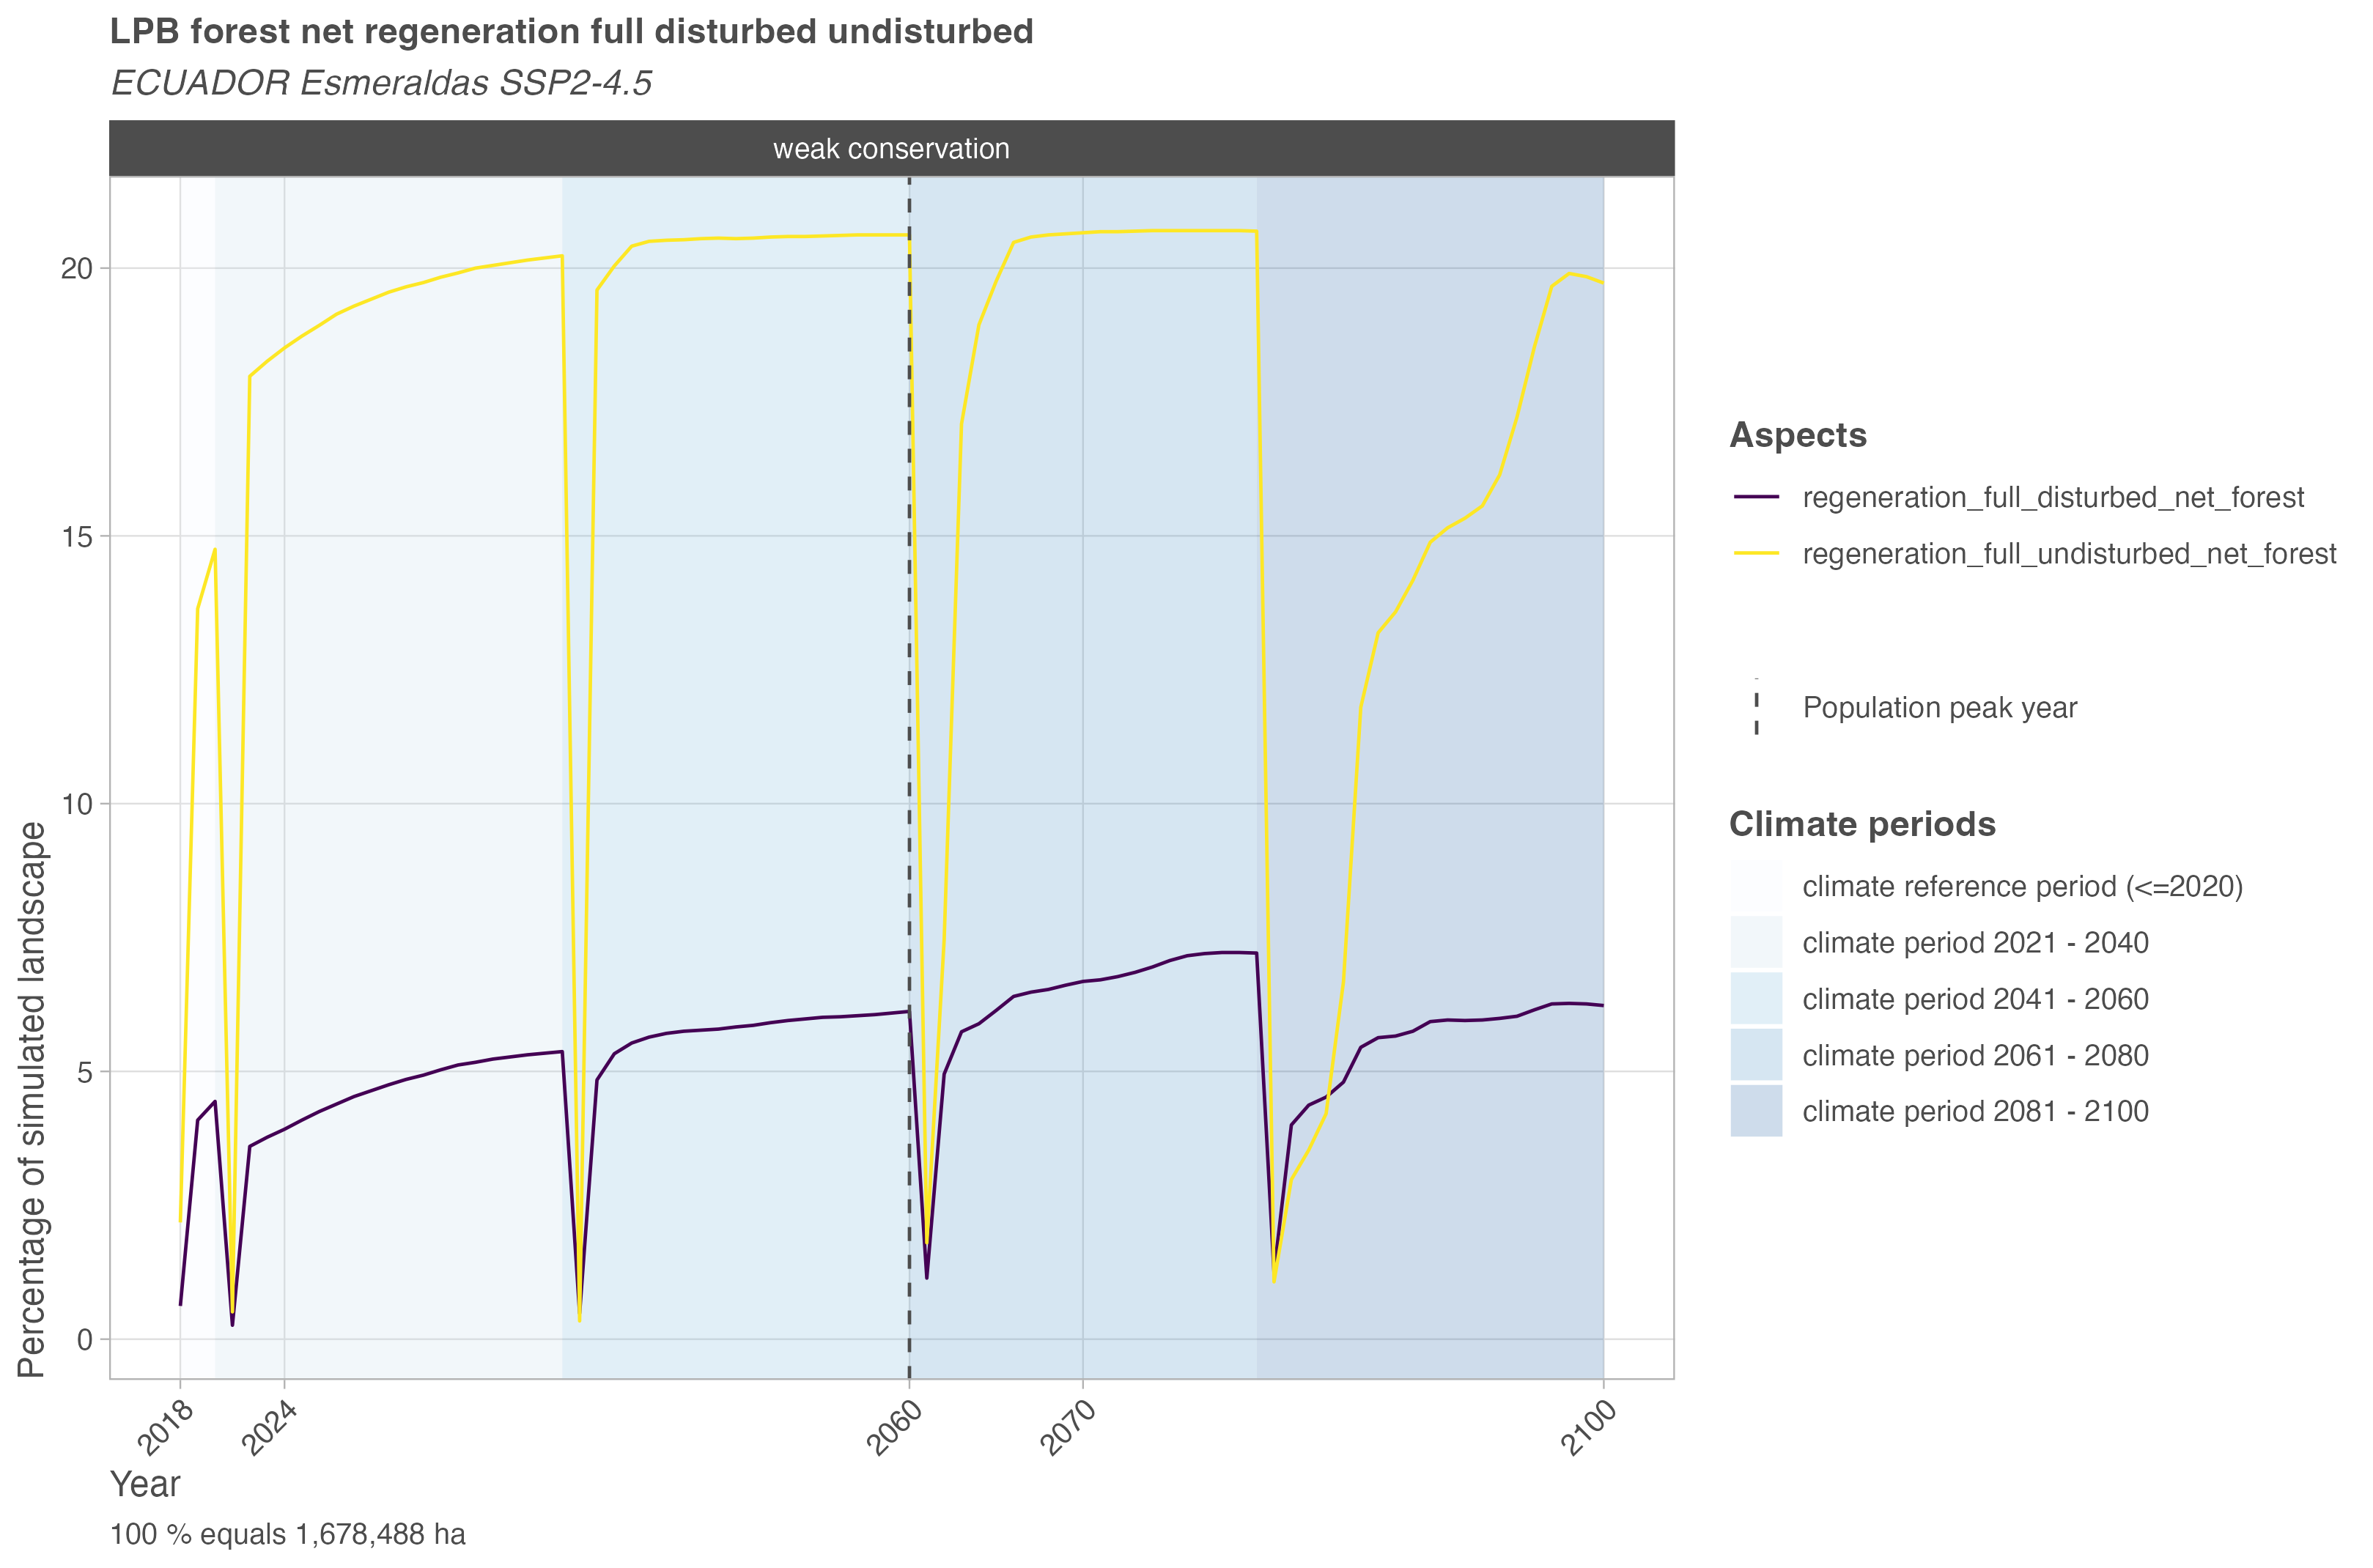 LPB forest net regeneration full disturbed undisturbed
ECUADOR Esmeraldas SSP2-4.5
weak conservation
Percentage of simulated landscape
20
15
10
5
0
2018
2024
2060
2070
2100
Year
100 % equals 1,678,488 ha
Aspects
regeneration_full_disturbed_net_forest
regeneration_full_undisturbed_net_forest
Population peak year
Climate periods
climate reference period (<=2020)
climate period 2021 - 2040
climate period 2041 - 2060
climate period 2061 - 2080
climate period 2081 - 2100